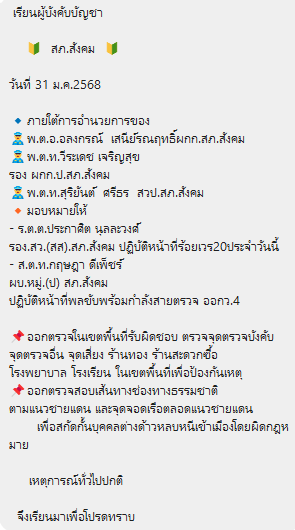 เรียนผู้บังคับบัญชา
🔰 สภ.สังคม 🔰
วันที่ 31 ม.ค.2568
🔹ภายใต้การอำนวยการของ
👮พ.ต.อ.อลงกรณ์ เสนีย์รณฤทธิ์ผกก.สภ.สังคม
👮พ.ต.ท.วีระเดช เจริญสุข
รอง ผกก.ป.สภ.สังคม
👮พ.ต.ท.สุริยันต์ ศรีธร สวป.สภ.สังคม
🔸มอบหมายให้
- ร.ต.ต.ประกาศิต นุลละวงศ์
รอง.สว.(สส).สภ.สังคม ปฏิบัติหน้าที่ร้อยเวร20ประจำวันนี้
- ส.ต.ท.กฤษฎา ดีเพ็ชร์
ผบ.หมู่.(ป) สภ.สังคม
ปฏิบัติหน้าที่พลขับพร้อมกำลังสายตรวจ ออกว.4
📌ออกตรวจในเขตพื้นที่รับผิดชอบ ตรวจจุดตรวจบังคับ
จุดตรวจอื่น จุดเสี่ยง ร้านทอง ร้านสะดวกซื้อ
โรงพยาบาล โรงเรียน ในเขตพื้นที่เพื่อป้องกันเหตุ
📌ออกตรวจสอบเส้นทางช่องทางธรรมชาติ
ตามแนวชายแดน และจุดจอดเรือตลอดแนวชายแดน
เพื่อสกัดกั้นบุคคลต่างด้าวหลบหนีเข้าเมืองโดยผิดกฎห
มาย
เหตุการณ์ทั่วไปปกติ
จึงเรียนมาเพื่อโปรดทราบ